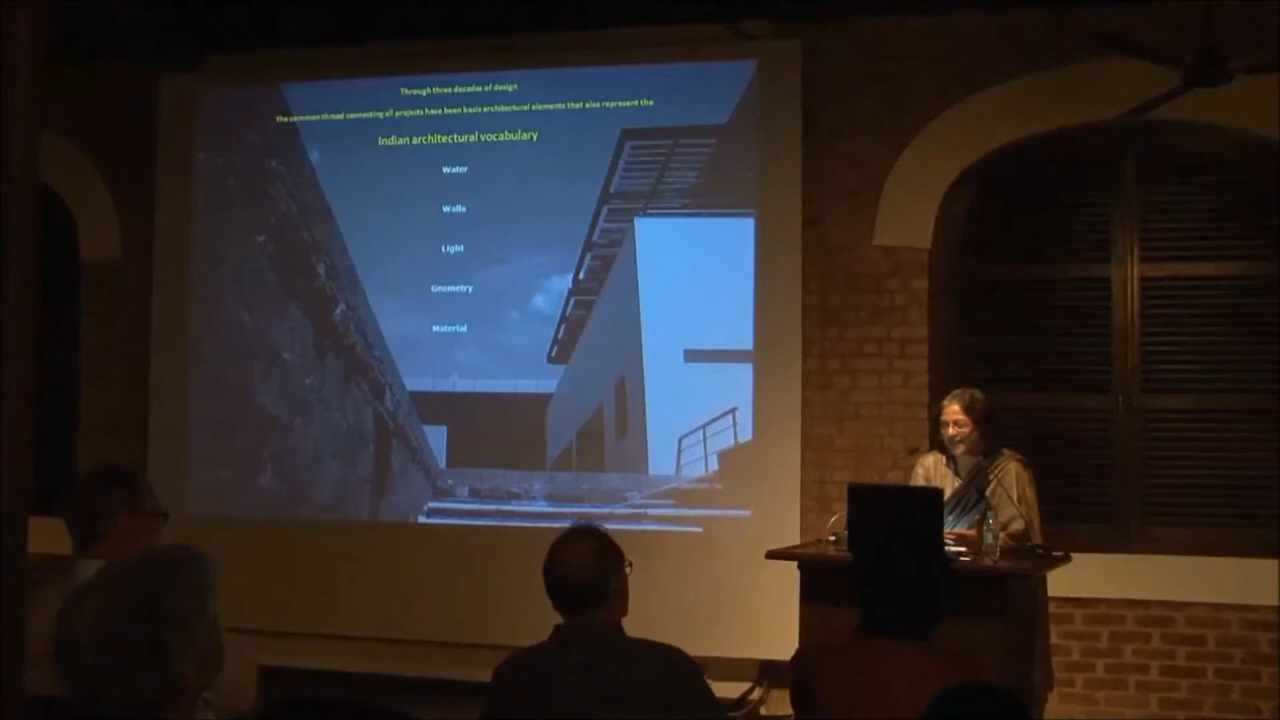 Through three decades of design
the common thread connecting all projects have been basic architectural elements that also represent the
Indian architectural vocabulary
Water
Walls
Light
Geometry
Material